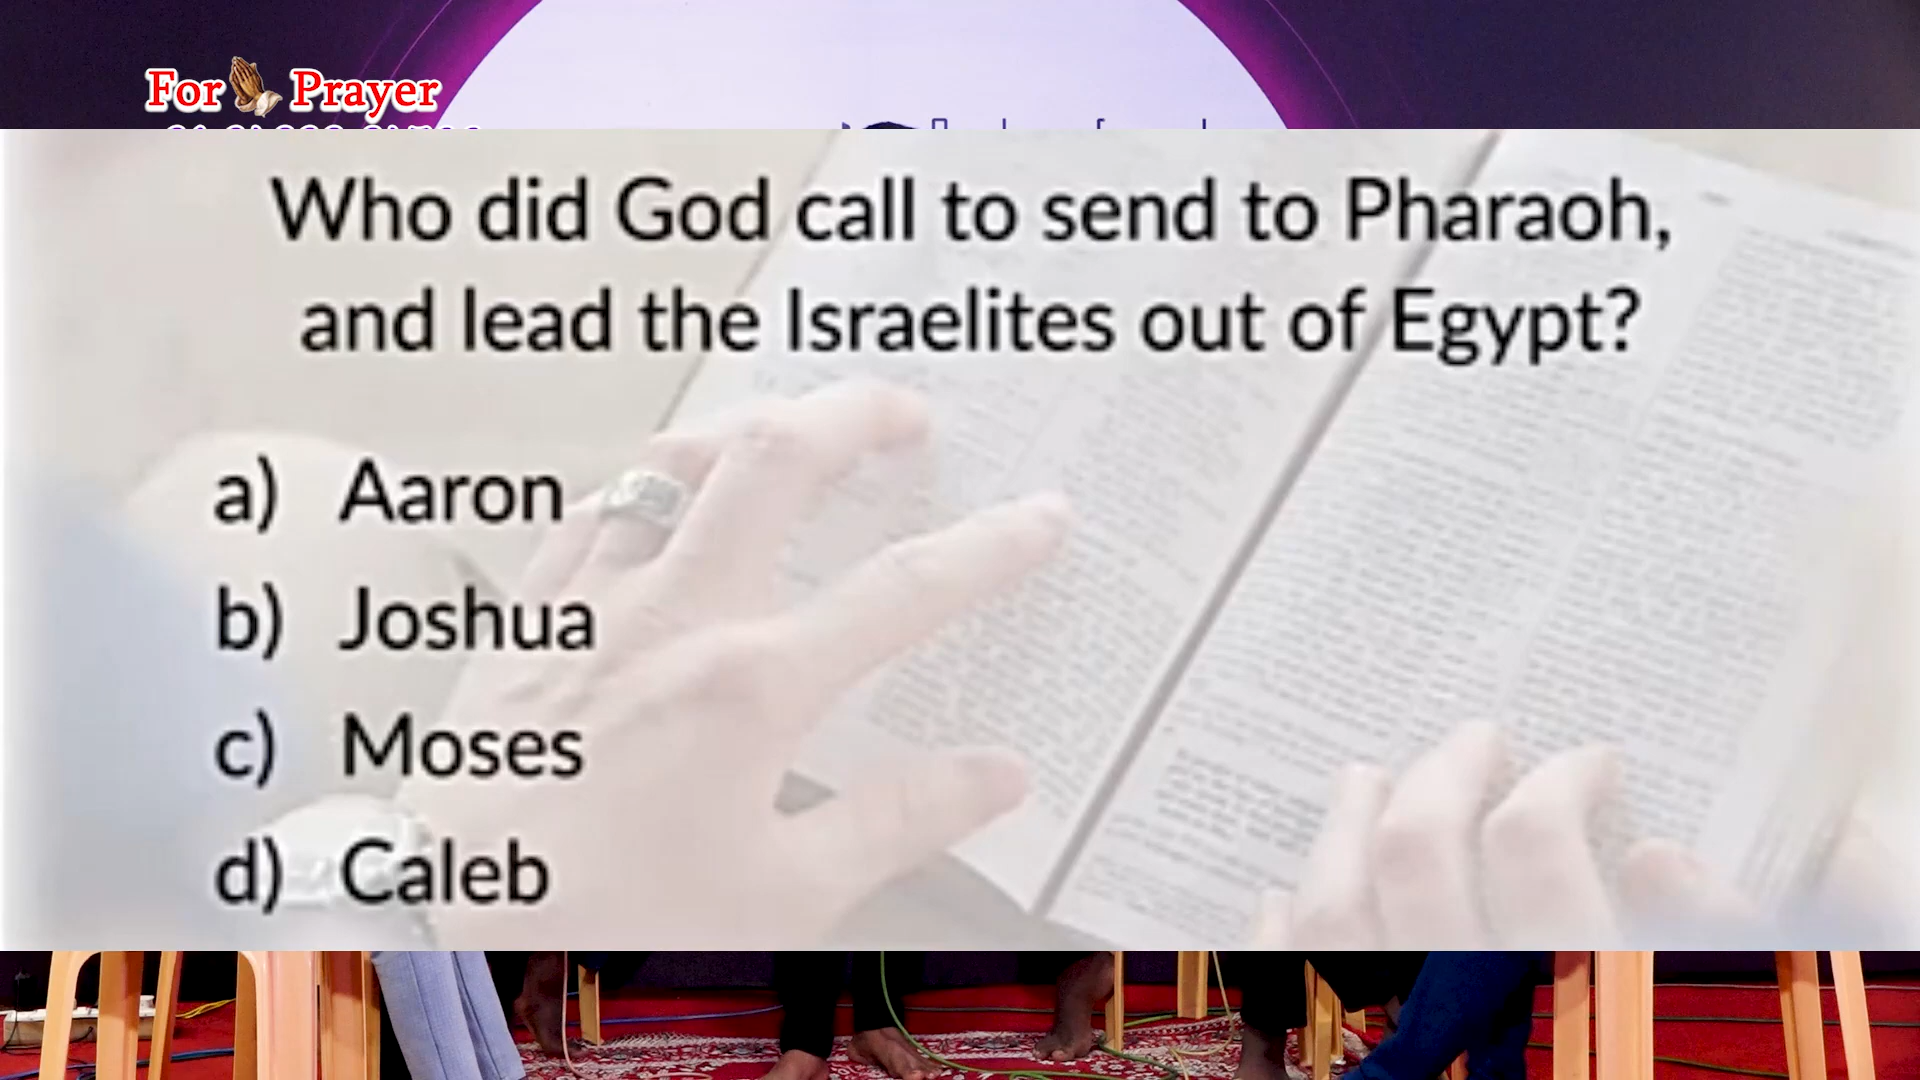 For Prayer
Who did God call to send to Pharaoh,
and lead the Israelites out of Egypt?
a) Aaron
b) Joshua
c) Moses
d) Caleb